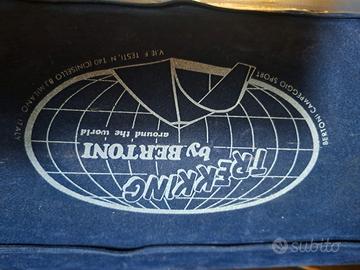 BERTONI CAMPEGGIO SPORT
V.LE F. TESTI, N. 140 (CINISELLO B.) MILANO ITALY
TREKKING
by BERTONI
around the world
subito